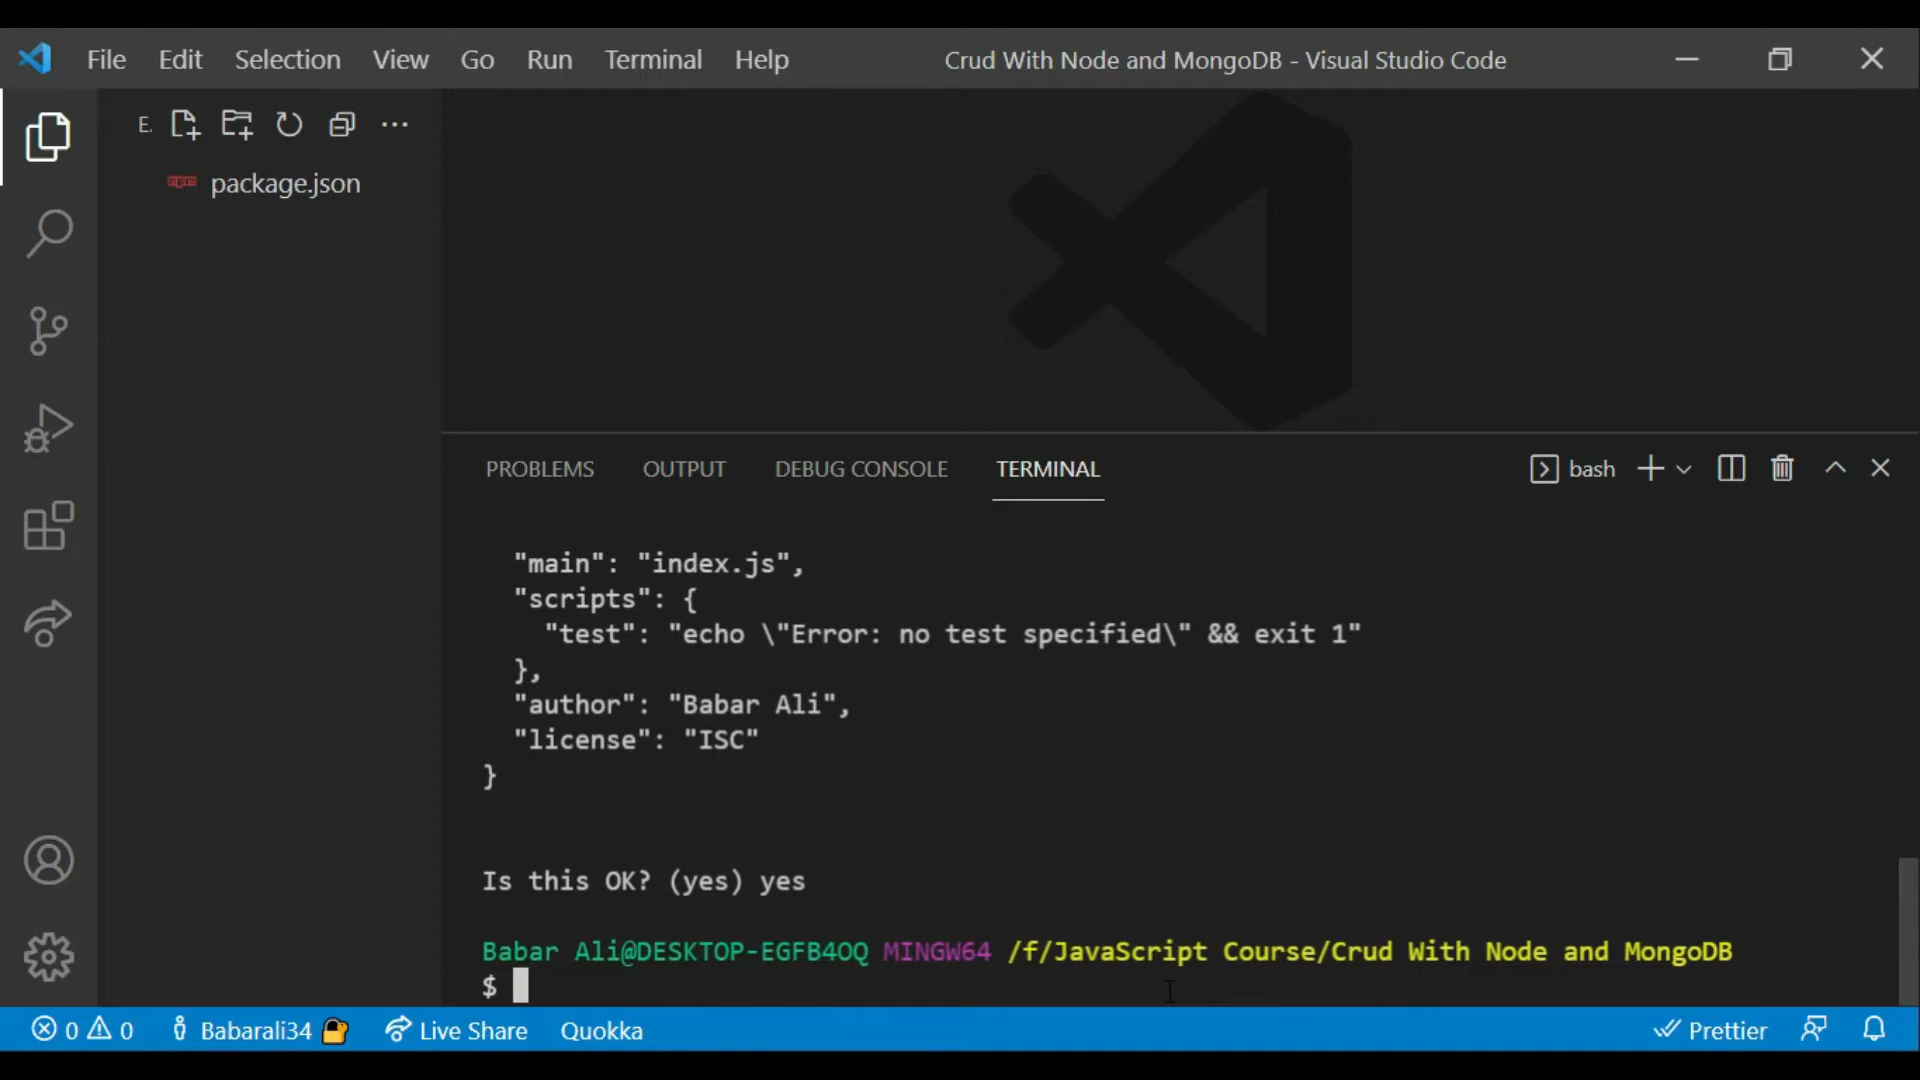 File Edit Selection View Go Run Terminal Help Crud With Node and MongoDB - Visual Studio Code
E.
package.json
PROBLEMS OUTPUT DEBUG CONSOLE TERMINAL bash
"main": "index.js",
"scripts": {
"test": "echo \"Error: no test specified\" && exit 1"
},
"author": "Babar Ali",
"license": "ISC"
}
Is this OK? (yes) yes
Babar Ali@DESKTOP-EGFB4OQ MINGW64 /f/JavaScript Course/Crud With Node and MongoDB
$
0 0 Babarali34 Live Share Quokka Prettier